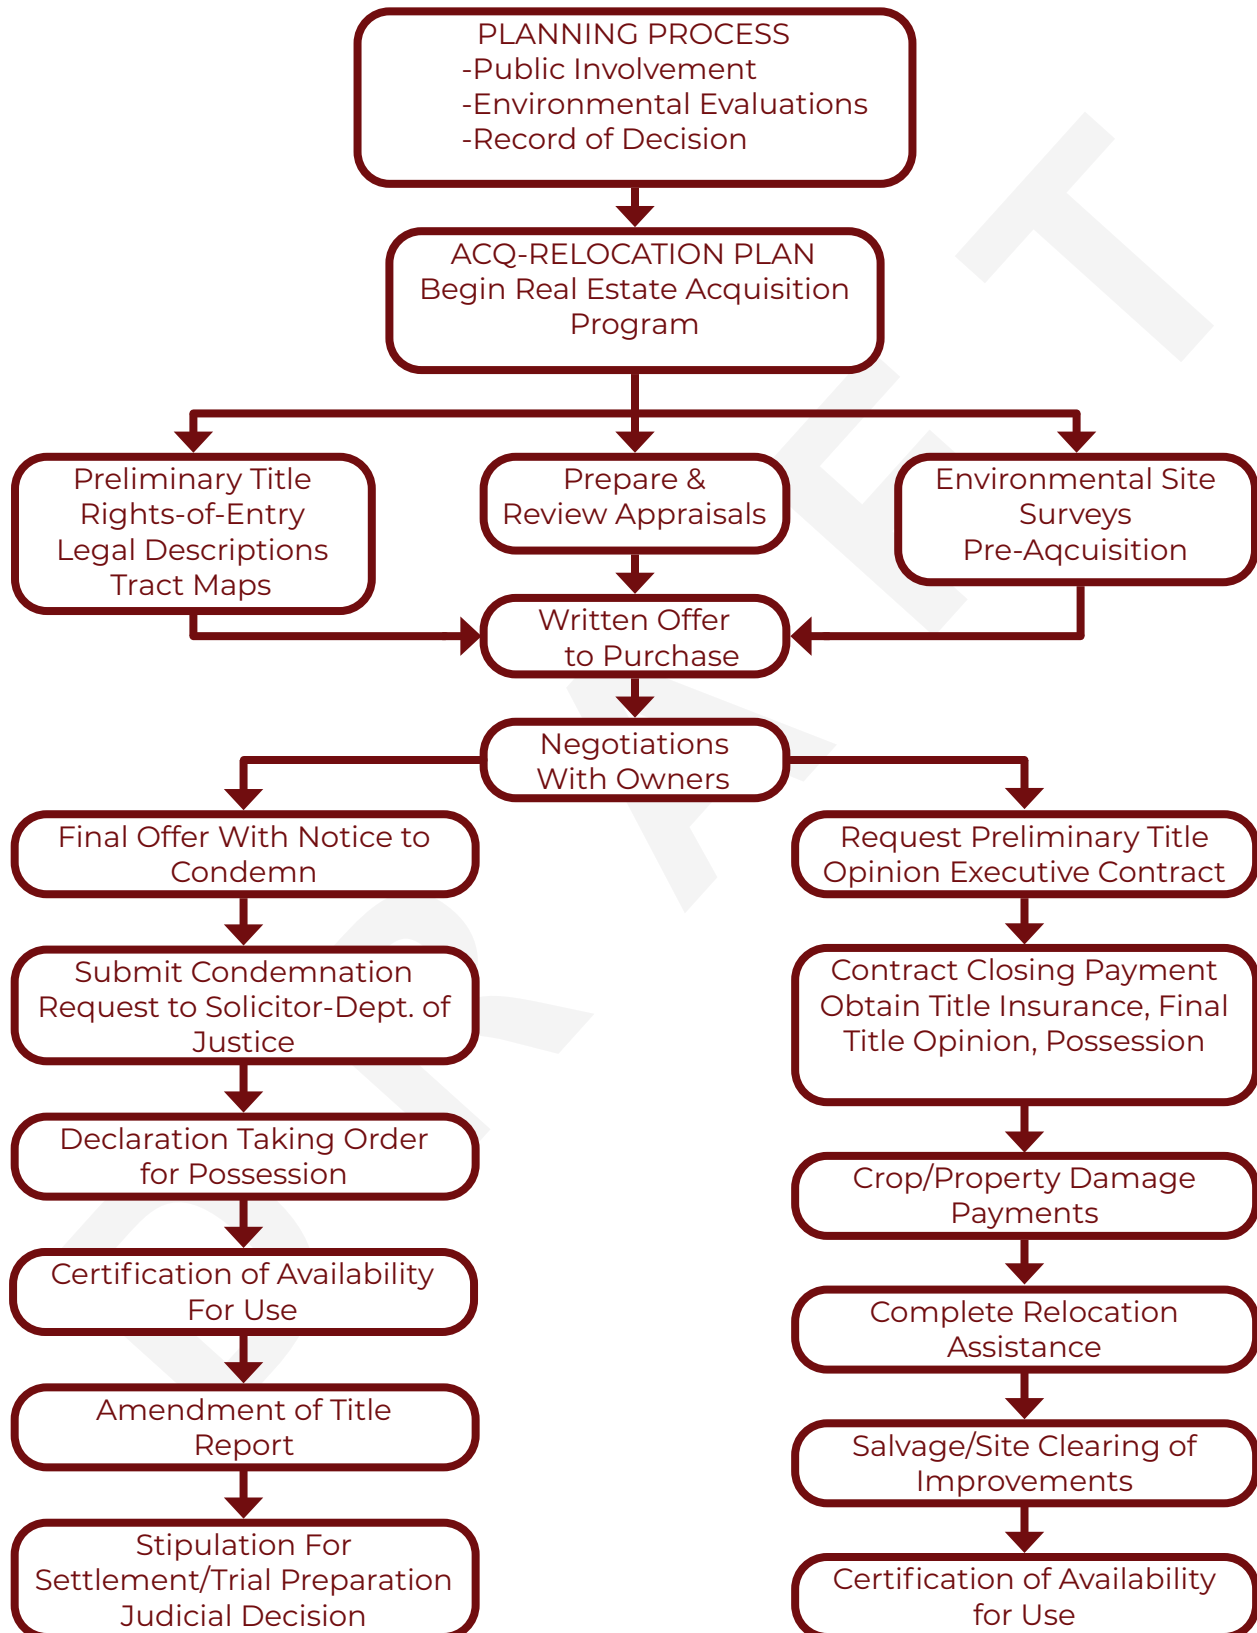 PLANNING PROCESS
-Public Involvement
-Environmental Evaluations
-Record of Decision
ACQ-RELOCATION PLAN
Begin Real Estate Acquisition
Program
Preliminary Title
Rights-of-Entry
Legal Descriptions
Tract Maps
Prepare &
Review Appraisals
Environmental Site
Surveys
Pre-Aqcuisition
Written Offer
to Purchase
Negotiations
With Owners
Final Offer With Notice to
Condemn
Submit Condemnation
Request to Solicitor-Dept. of
Justice
Declaration Taking Order
for Possession
Certification of Availability
For Use
Amendment of Title
Report
Stipulation For
Settlement/Trial Preparation
Judicial Decision
Request Preliminary Title
Opinion Executive Contract
Contract Closing Payment
Obtain Title Insurance, Final
Title Opinion, Possession
Crop/Property Damage
Payments
Complete Relocation
Assistance
Salvage/Site Clearing of
Improvements
Certification of Availability
for Use
DRAFT